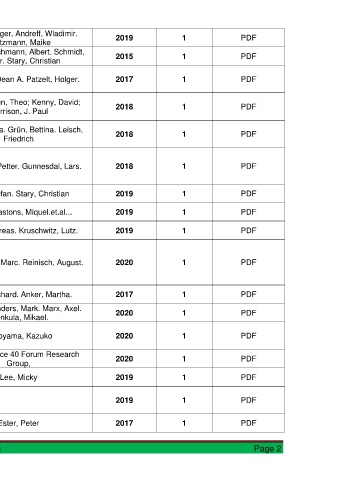 ger. Andreff, Wladimir.
tzmann, Maike 2019 1 PDF
hmann, Albert. Schmidt,
r. Stary, Christian 2015 1 PDF
Dean A. Patzelt, Holger. 2017 1 PDF
n, Theo; Kenny, David;
rrison, J. Paul 2018 1 PDF
a. Grün, Bettina. Leisch,
Friedrich 2018 1 PDF
Petter. Gunnesdal, Lars. 2018 1 PDF
fan. Stary, Christian 2019 1 PDF
astons, Miquel.et.al... 2019 1 PDF
reas. Kruschwitz, Lutz. 2019 1 PDF
Marc. Reinisch, August. 2020 1 PDF
hard. Anker, Martha. 2017 1 PDF
ders, Mark. Marx, Axel.
nkula, Mikael. 2020 1 PDF
oyama, Kazuko 2020 1 PDF
ce 40 Forum Research
Group, 2020 1 PDF
Lee, Micky 2019 1 PDF
2019 1 PDF
Ester, Peter 2017 1 PDF
Page 2